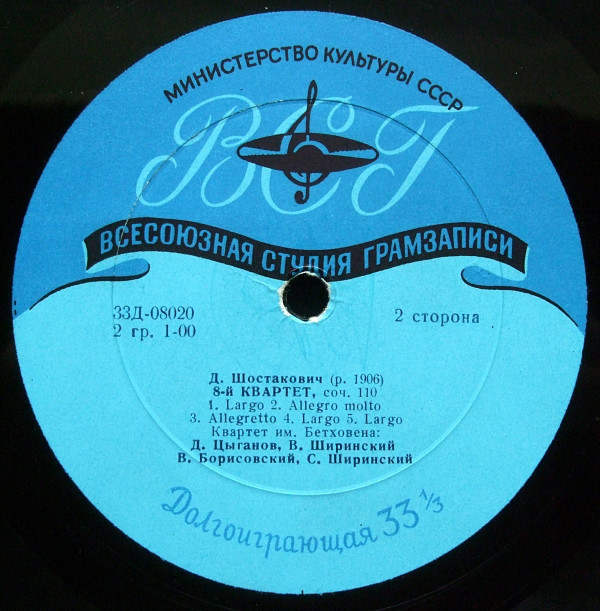 МИНИСТЕРСТВО КУЛЬТУРЫ СССР
ВСГ
ВСЕСОЮЗНАЯ СТУДИЯ ГРАМЗАПИСИ
33Д-08020
2 гр. 1-00
2 сторона
Д. Шостакович (р. 1906)
8-й КВАРТЕТ, соч. 110
1. Largo 2. Allegro molto
3. Allegretto 4. Largo 5. Largo
Квартет им. Бетховена:
Д. Цыганов, В. Ширинский
В. Борисовский, С. Ширинский
Долгоиграющая 33 1/3